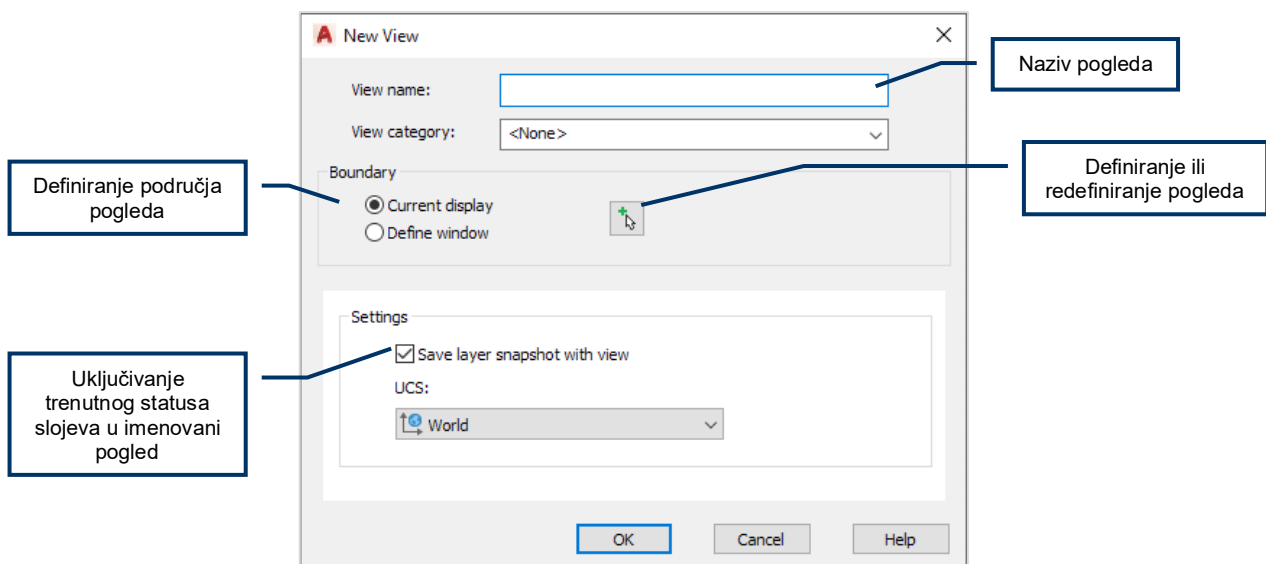 New View
Naziv pogleda
View name:
View category:
<None>
Definiranje ili
redefiniranje pogleda
Definiranje područja
pogleda
Boundary
Current display
Define window
Settings
Save layer snapshot with view
UCS:
World
Uključivanje
trenutnog statusa
slojeva u imenovani
pogled
OK
Cancel
Help